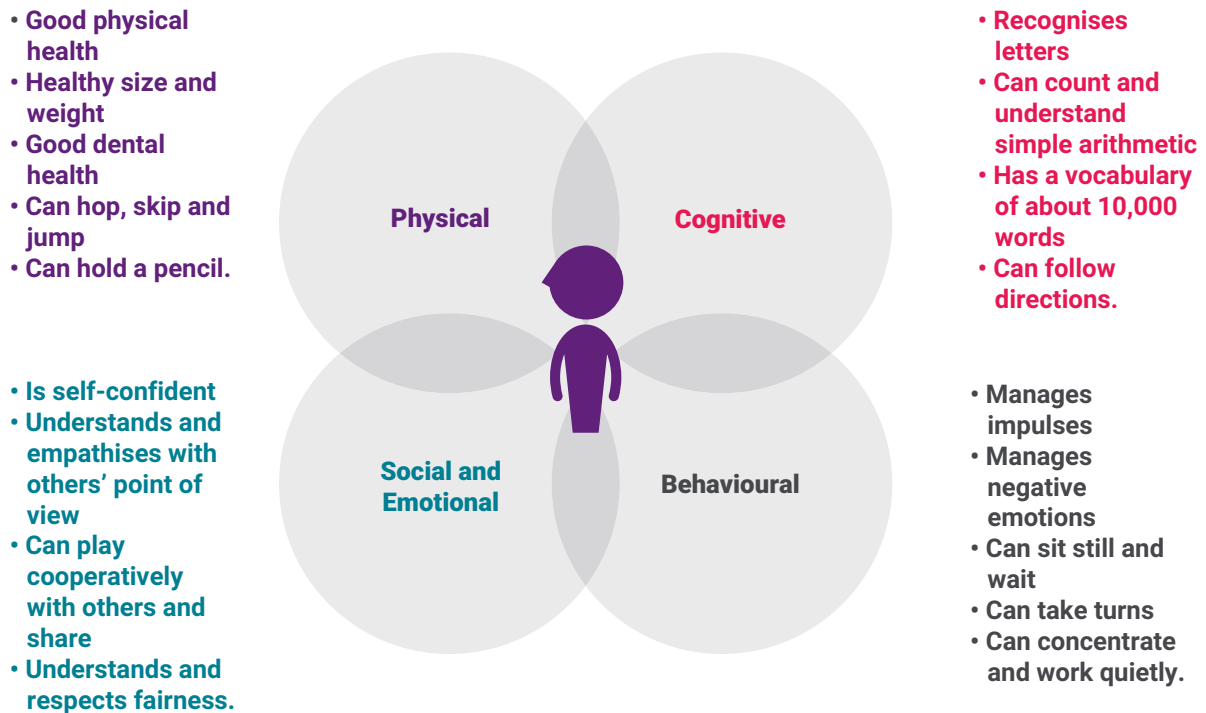 • Good physical
health
• Healthy size and
weight
• Good dental
health
• Can hop, skip and
jump
• Can hold a pencil.
• Recognises
letters
• Can count and
understand
simple arithmetic
• Has a vocabulary
of about 10,000
words
• Can follow
directions.
Physical
Cognitive
Social and
Emotional
Behavioural
• Is self-confident
• Understands and
empathises with
others’ point of
view
• Can play
cooperatively
with others and
share
• Understands and
respects fairness.
• Manages
impulses
• Manages
negative
emotions
• Can sit still and
wait
• Can take turns
• Can concentrate
and work quietly.